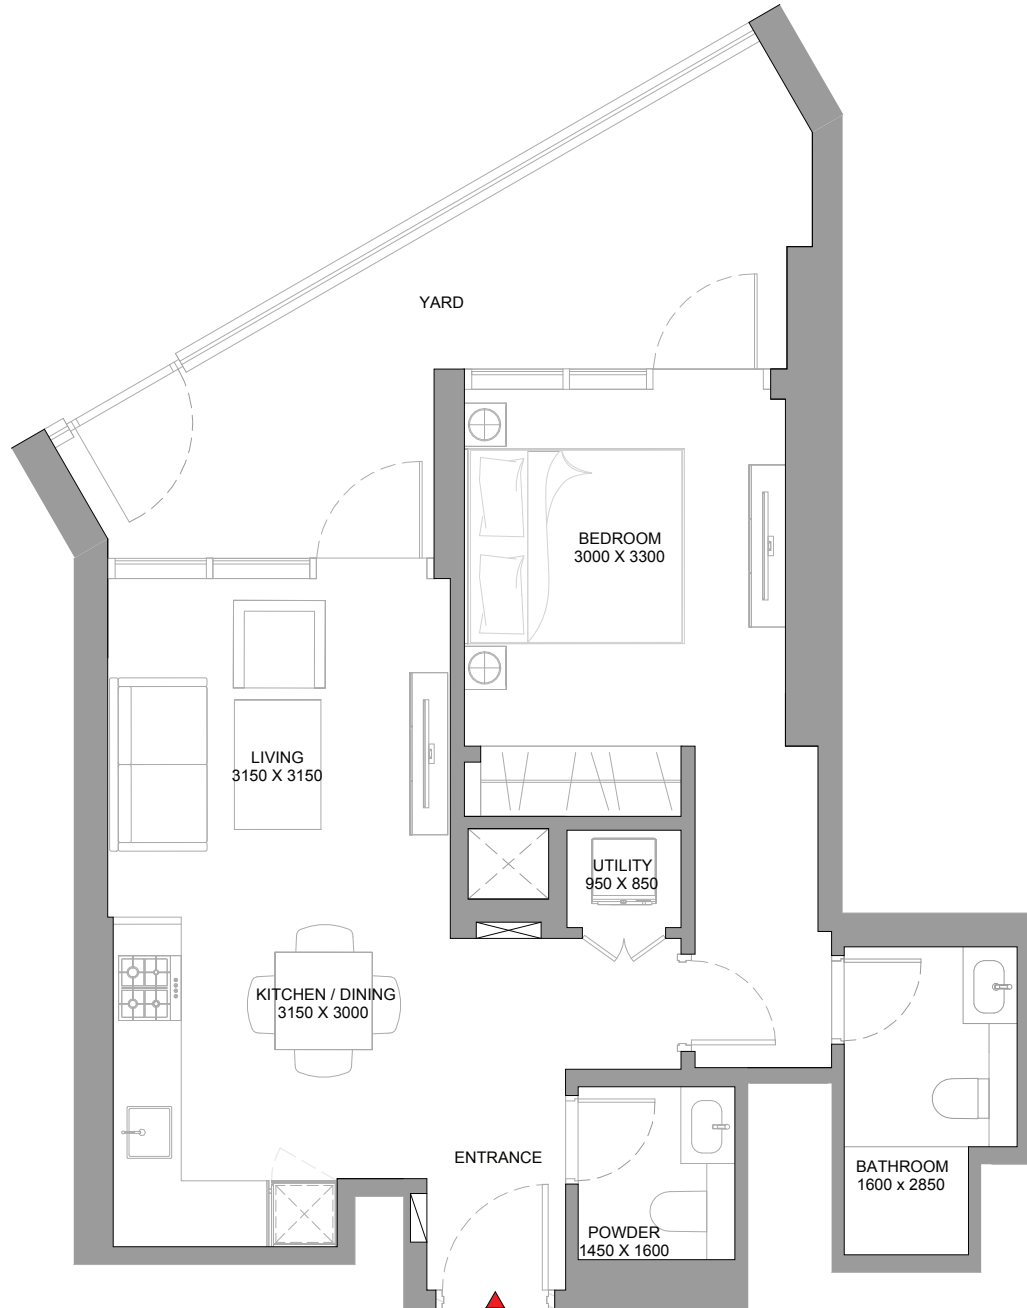 YARD
BEDROOM
3000 X 3300
LIVING
3150 X 3150
UTILITY
950 X 850
KITCHEN / DINING
3150 X 3000
ENTRANCE
BATHROOM
1600 x 2850
POWDER
1450 X 1600